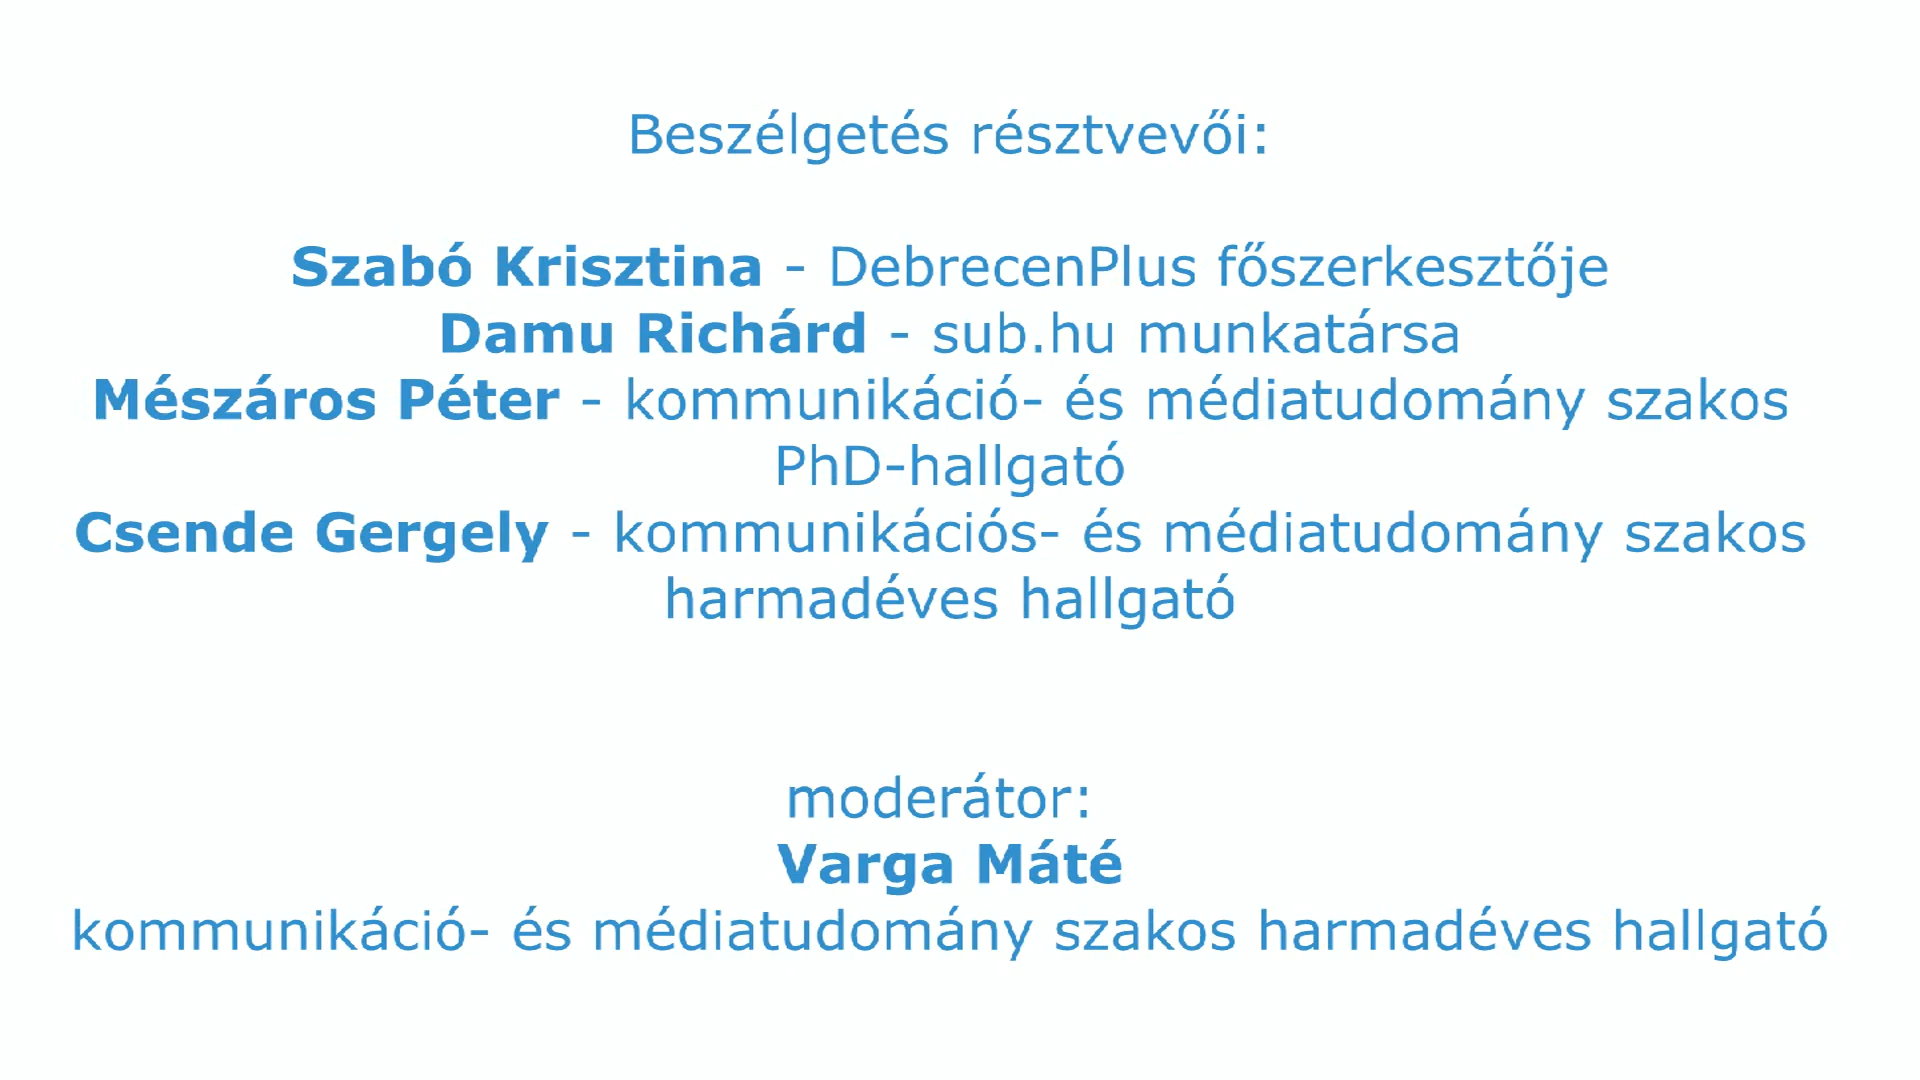 Beszélgetés résztvevői:
Szabó Krisztina - DebrecenPlus főszerkesztője
Damu Richárd - sub.hu munkatársa
Mészáros Péter - kommunikáció- és médiatudomány szakos
PhD-hallgató
Csende Gergely - kommunikációs- és médiatudomány szakos
harmadéves hallgató
moderátor:
Varga Máté
kommunikáció- és médiatudomány szakos harmadéves hallgató